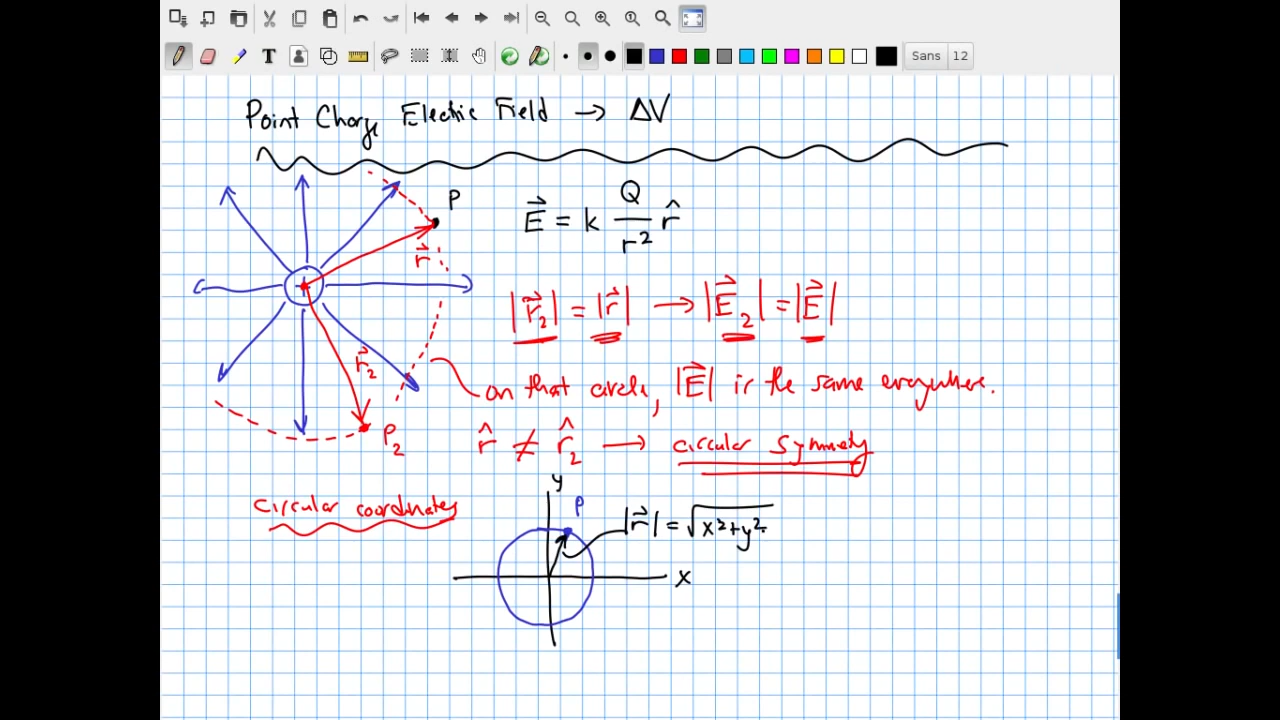 T
Sans 12
Point Charge Electric Field → ΔV
P
E⃗ = k Q/r² r̂
r⃗
+
|r⃗₂| = |r⃗| → |E⃗₂| = |E⃗|
r⃗₂
on that circle, |E⃗| is the same everywhere.
P₂
r̂ ≠ r̂₂ → circular symmetry
circular coordinates
y
P
|r⃗| = √x²+y²
x